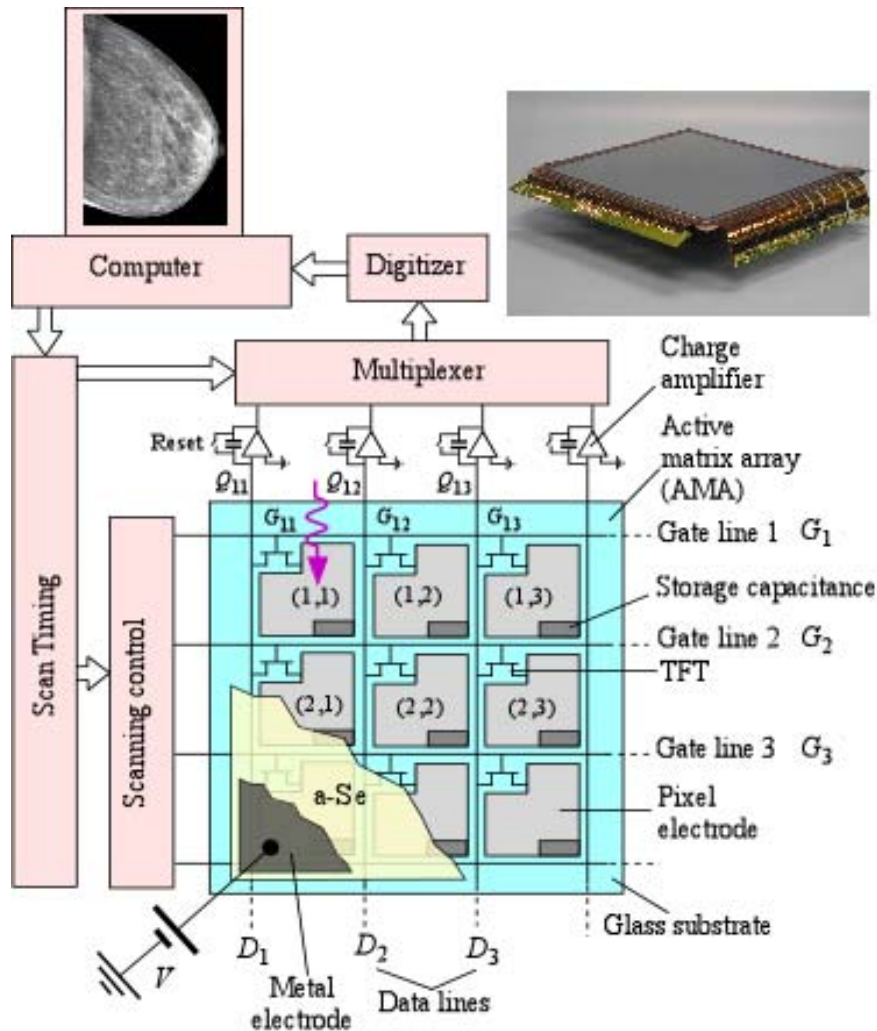 Computer
Digitizer
Multiplexer
Charge
amplifier
Reset
Active
matrix array
(AMA)
Q11
Q12
Q13
G11
G12
G13
Gate line 1 G1
(1,1)
(1,2)
(1,3)
Storage capacitance
Gate line 2 G2
TFT
(2,1)
(2,2)
(2,3)
Gate line 3 G3
Scan Timing
Scanning control
a-Se
Pixel
electrode
Glass substrate
V
D1
D2
D3
Metal
electrode
Data lines